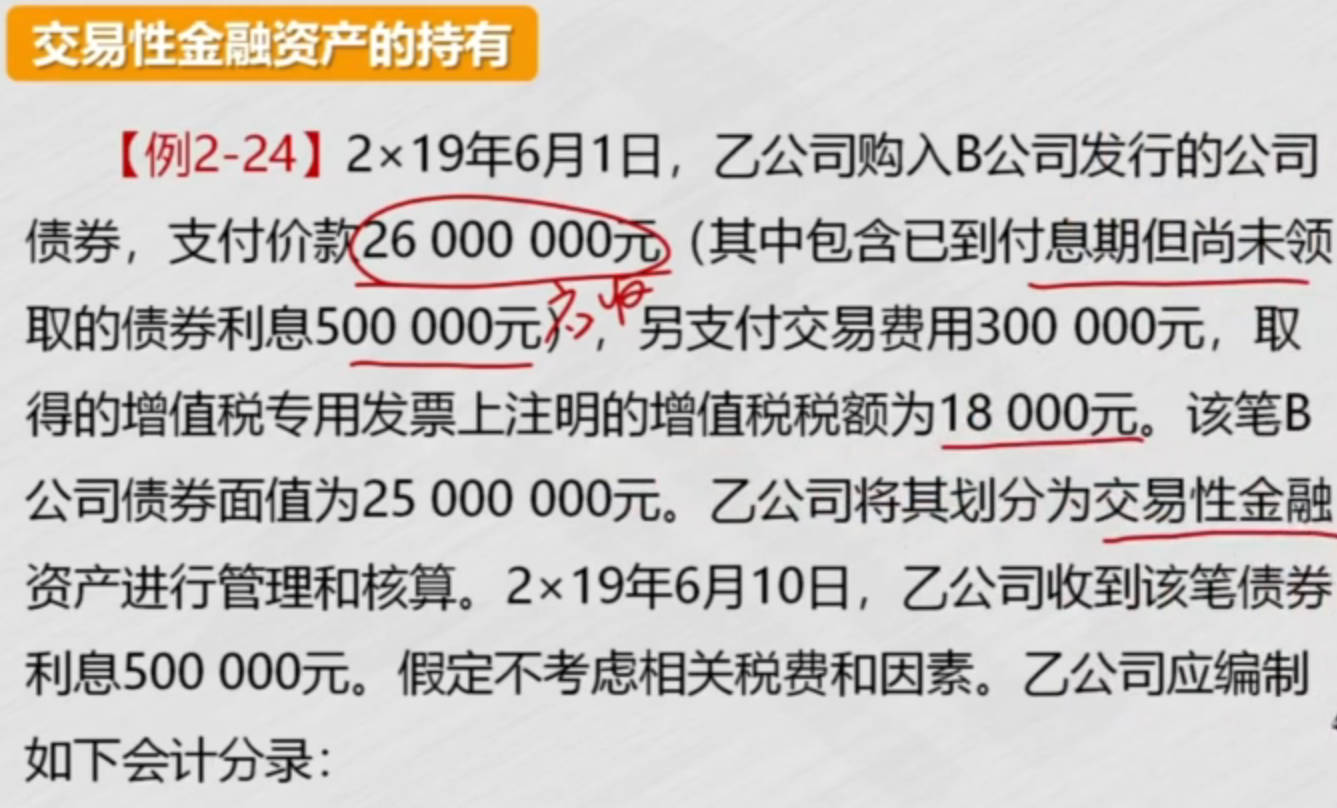 交易性金融资产的持有
【例2-24】2×19年6月1日，乙公司购入B公司发行的公司
债券，支付价款26 000 000元（其中包含已到付息期但尚未领
取的债券利息500 000元），另支付交易费用300 000元，取
得的增值税专用发票上注明的增值税税额为18 000元。该笔B
公司债券面值为25 000 000元。乙公司将其划分为交易性金融
资产进行管理和核算。2×19年6月10日，乙公司收到该笔债券
利息500 000元。假定不考虑相关税费和因素。乙公司应编制
如下会计分录：